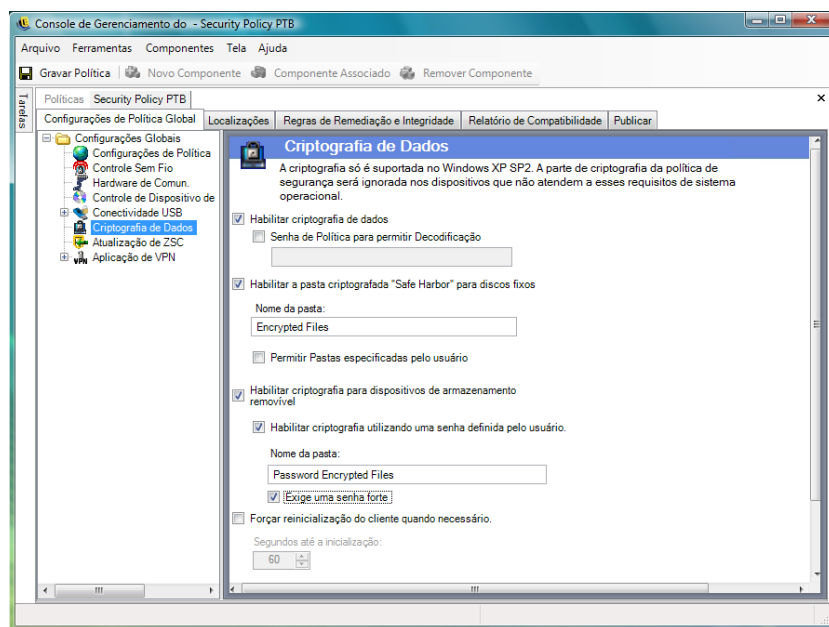 Console de Gerenciamento do - Security Policy PTB
Arquivo Ferramentas Componentes Tela Ajuda
Gravar Política Novo Componente Componente Associado Remover Componente
Tarefas
Políticas Security Policy PTB
Configurações de Política Global Localizações Regras de Remediação e Integridade Relatório de Compatibilidade Publicar
Configurações Globais
Configurações de Política
Controle Sem Fio
Hardware de Comun.
Controle de Dispositivo de
Conectividade USB
Criptografia de Dados
Atualização de ZSC
Aplicação de VPN
Criptografia de Dados
A criptografia só é suportada no Windows XP SP2. A parte de criptografia da política de
segurança será ignorada nos dispositivos que não atendem a esses requisitos de sistema
operacional.
Habilitar criptografia de dados
Senha de Política para permitir Decodificação
Habilitar a pasta criptografada "Safe Harbor" para discos fixos
Nome da pasta:
Encrypted Files
Permitir Pastas especificadas pelo usuário
Habilitar criptografia para dispositivos de armazenamento
removível
Habilitar criptografia utilizando uma senha definida pelo usuário.
Nome da pasta:
Password Encrypted Files
Exige uma senha forte
Forçar reinicialização do cliente quando necessário.
Segundos até a inicialização:
60